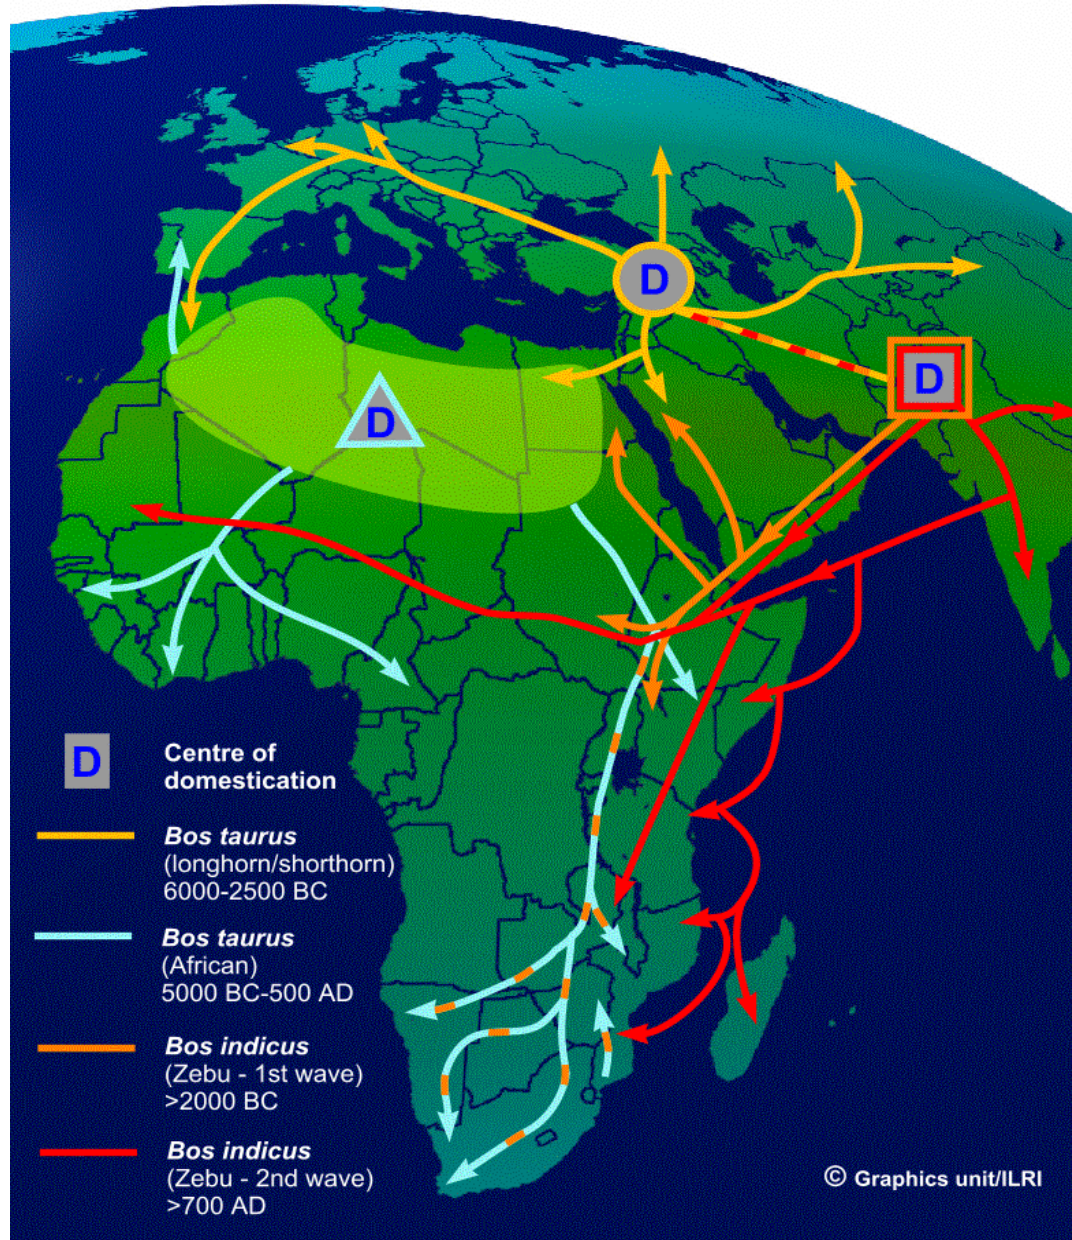 D
D
D
D
Centre of
domestication
Bos taurus
(longhorn/shorthorn)
6000-2500 BC
Bos taurus
(African)
5000 BC-500 AD
Bos indicus
(Zebu - 1st wave)
>2000 BC
Bos indicus
(Zebu - 2nd wave)
>700 AD
© Graphics unit/ILRI